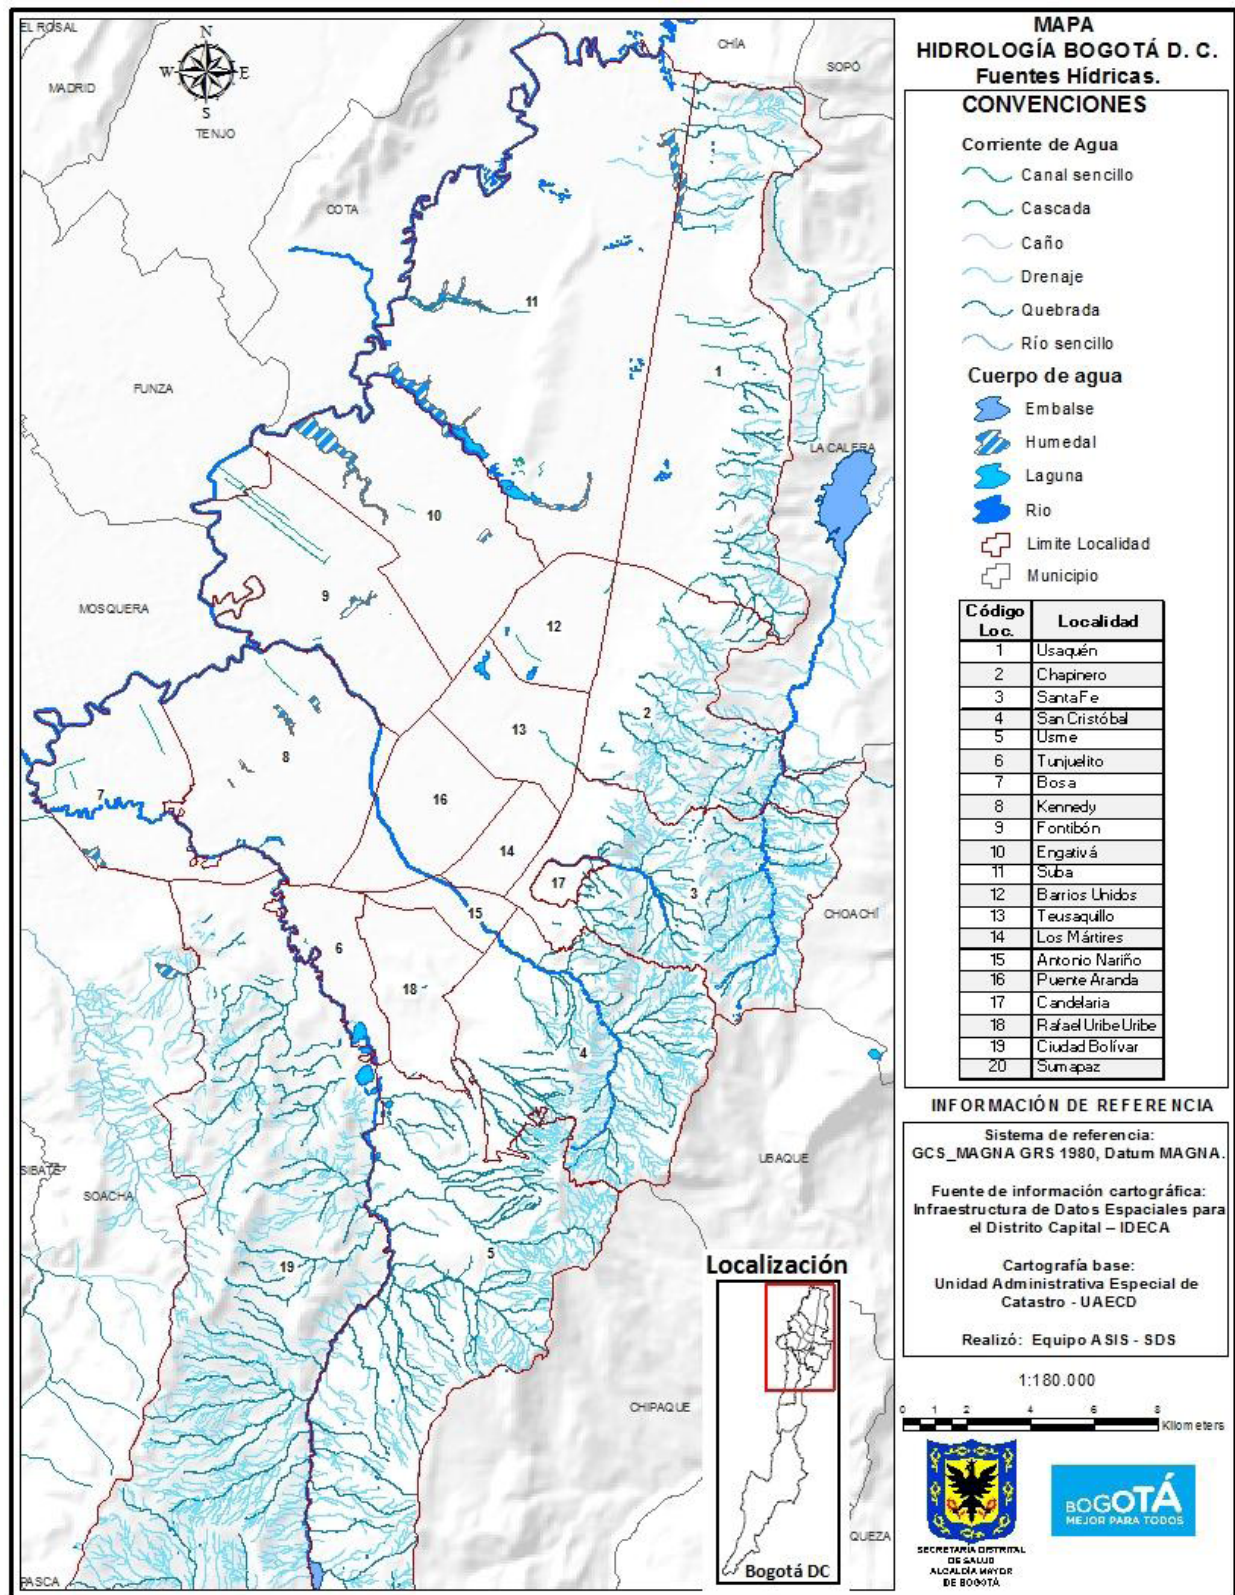 EL ROSAL
N
W
E
S
MADRID
TENJO
COTA
CHÍA
SOPÓ
FUNZA
11
1
LA CALERA
10
MOSQUERA
9
12
2
13
8
7
16
14
17
3
15
CHOACHÍ
6
18
4
SIBATÉ
SOACHA
UBAQUE
19
5
CHIPAQUE
QUEZA
PASCA
Localización
Bogotá DC
MAPA
HIDROLOGÍA BOGOTÁ D. C.
Fuentes Hídricas.
CONVENCIONES
Corriente de Agua
Canal sencillo
Cascada
Caño
Drenaje
Quebrada
Río sencillo
Cuerpo de agua
Embalse
Humedal
Laguna
Rio
Limite Localidad
Municipio
Código Loc. Localidad
1 Usaquén
2 Chapinero
3 Santa Fe
4 San Cristóbal
5 Usme
6 Tunjuelito
7 Bosa
8 Kennedy
9 Fontibón
10 Engativá
11 Suba
12 Barrios Unidos
13 Teusaquillo
14 Los Mártires
15 Antonio Nariño
16 Puente Aranda
17 Candelaria
18 Rafael Uribe Uribe
19 Ciudad Bolívar
20 Sumapaz
INFORMACIÓN DE REFERENCIA
Sistema de referencia:
GCS_MAGNA GRS 1980, Datum MAGNA.
Fuente de información cartográfica:
Infraestructura de Datos Espaciales para
el Distrito Capital – IDECA
Cartografía base:
Unidad Administrativa Especial de
Catastro - UAECD
Realizó: Equipo ASIS - SDS
1:180.000
0 1 2 4 6 8
Kilometers
SECRETARÍA DISTRITAL
DE SALUD
ALCALDÍA MAYOR
DE BOGOTÁ
BOGOTÁ
MEJOR PARA TODOS